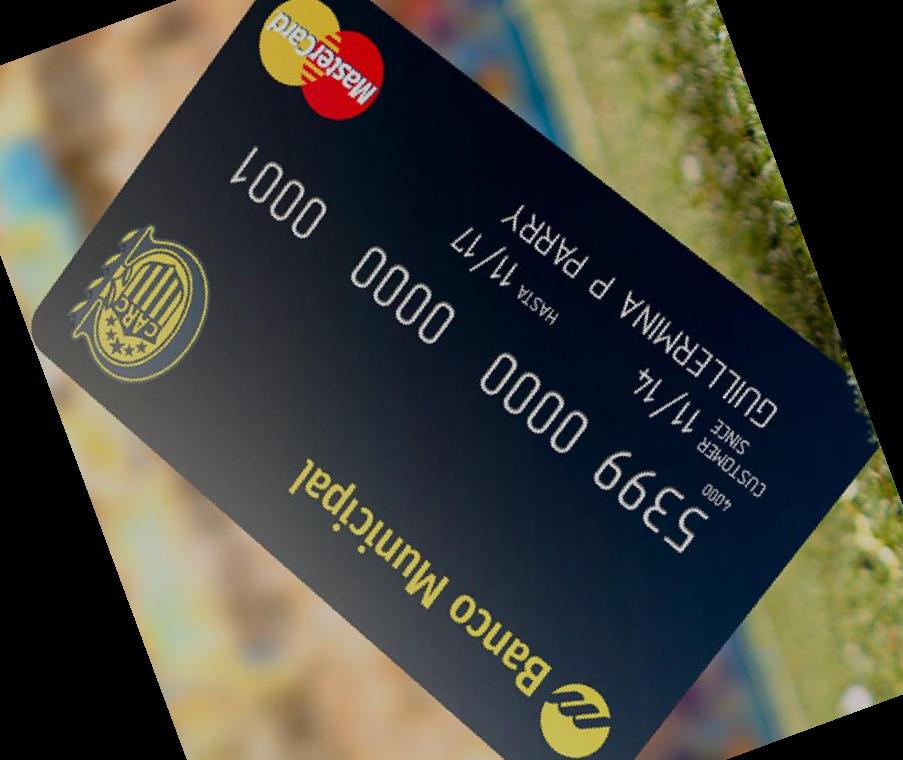 Banco Municipal
CARC
5399 0000 0000 0001
4000
CUSTOMER SINCE 11/14 HASTA 11/17
GUILLERMINA P PARRY
MasterCard